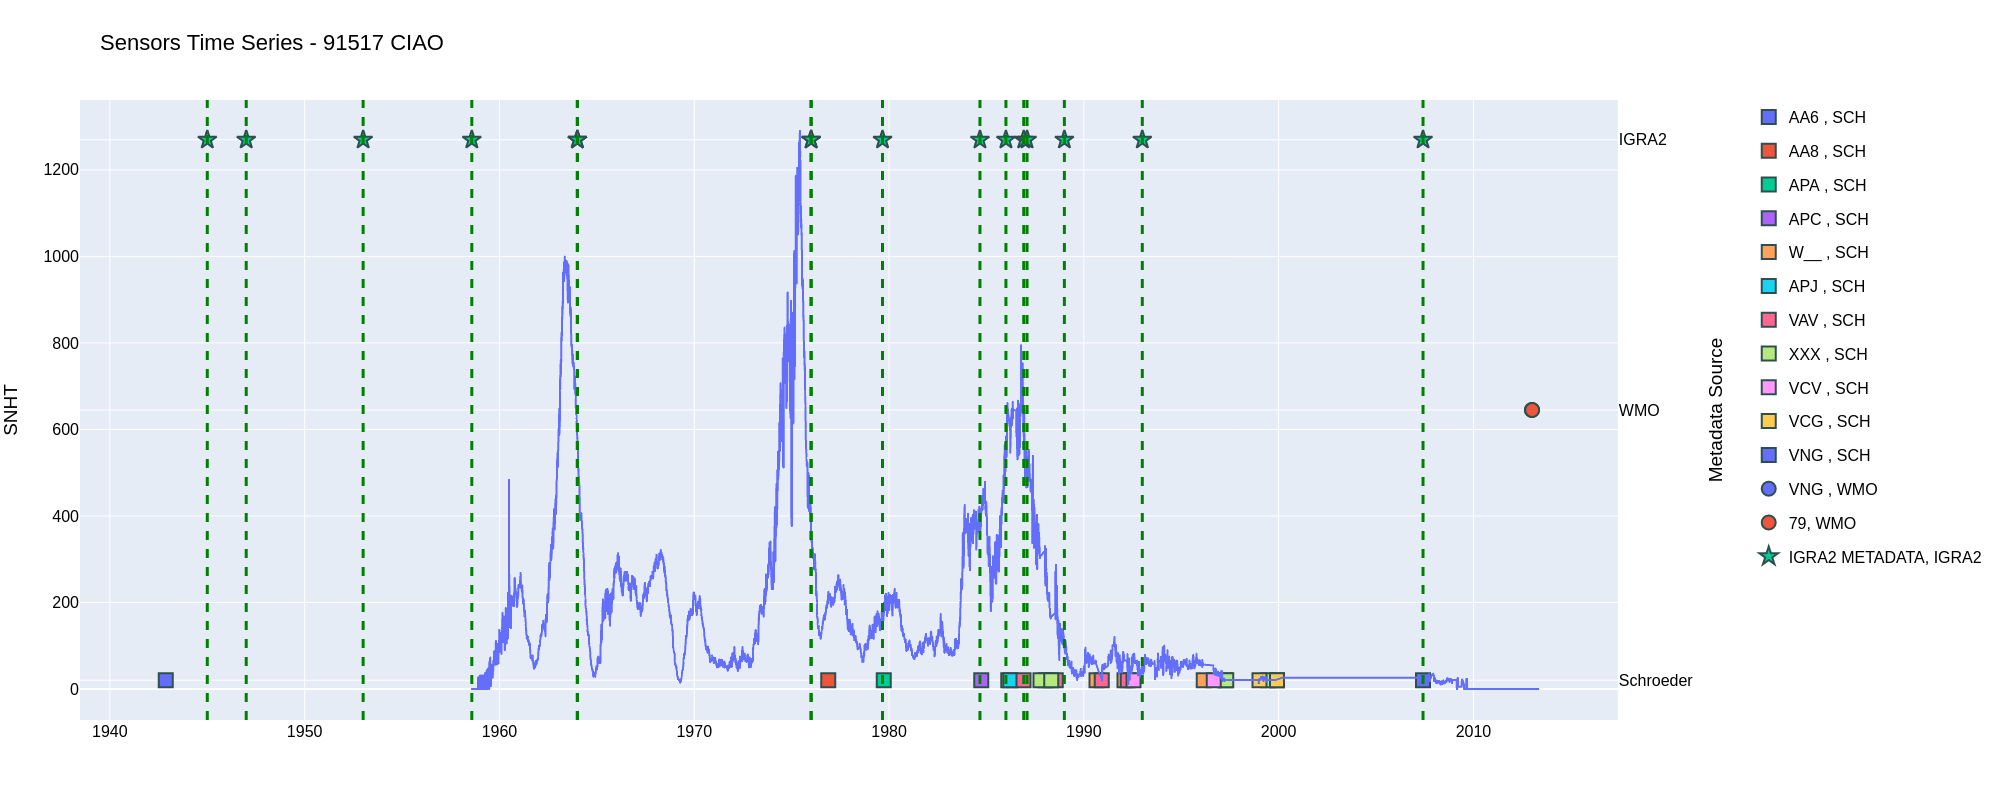 Sensors Time Series - 91517 CIAO
SNHT
1200
1000
800
600
400
200
0
1940
1950
1960
1970
1980
1990
2000
2010
IGRA2
WMO
Schroeder
Metadata Source
AA6 , SCH
AA8 , SCH
APA , SCH
APC , SCH
W__ , SCH
APJ , SCH
VAV , SCH
XXX , SCH
VCV , SCH
VCG , SCH
VNG , SCH
VNG , WMO
79, WMO
IGRA2 METADATA, IGRA2